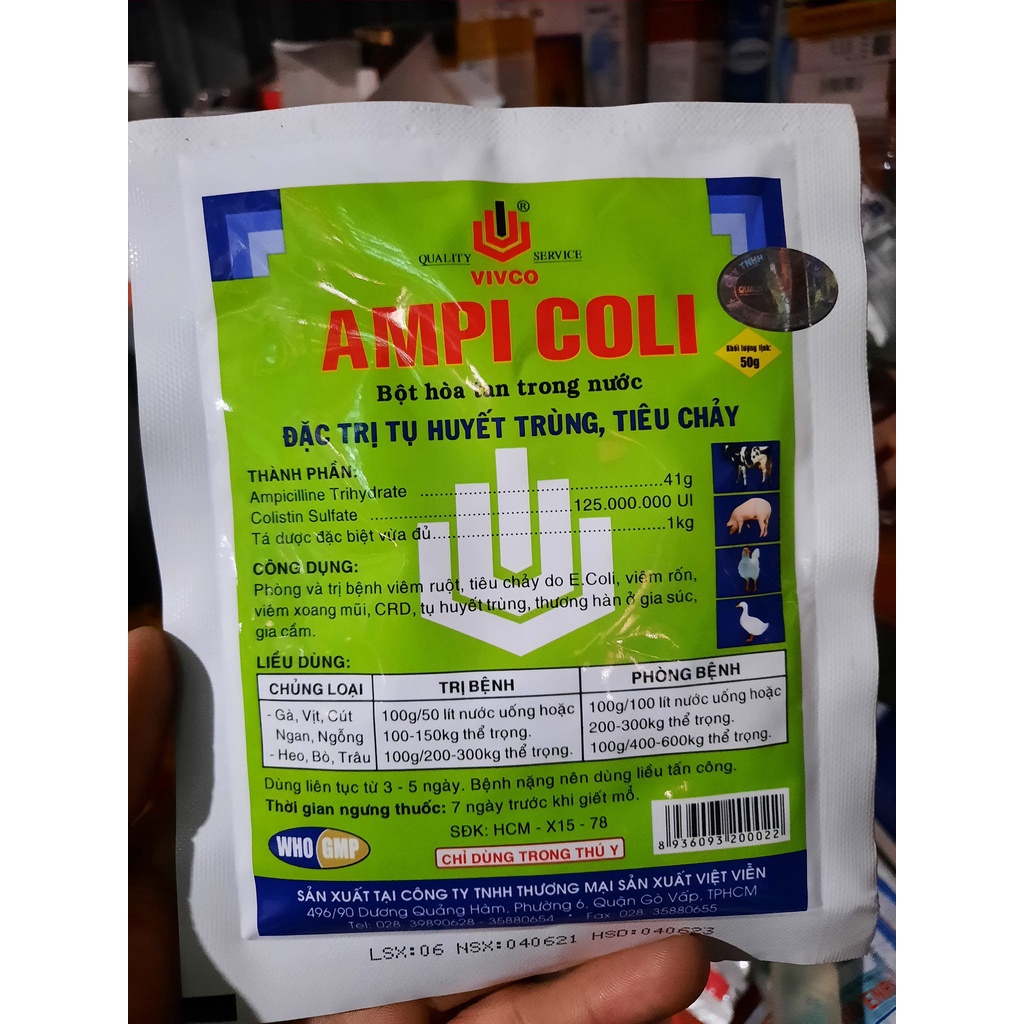 ®
QUALITY SERVICE
VIVCO
AMPI COLI
Khối lượng tịnh:
50g
Bột hòa tan trong nước
ĐẶC TRỊ TỤ HUYẾT TRÙNG, TIÊU CHẢY
THÀNH PHẦN:
Ampicilline Trihydrate ..........................................41g
Colistin Sulfate ...................................125.000.000 UI
Tá dược đặc biệt vừa đủ........................................1kg
CÔNG DỤNG:
Phòng và trị bệnh viêm ruột, tiêu chảy do E.Coli, viêm rốn,
viêm xoang mũi, CRD, tụ huyết trùng, thương hàn ở gia súc,
gia cầm.
LIỀU DÙNG:
CHỦNG LOẠI TRỊ BỆNH PHÒNG BỆNH
- Gà, Vịt, Cút 100g/50 lít nước uống hoặc 100g/100 lít nước uống hoặc
Ngan, Ngỗng 100-150kg thể trọng. 200-300kg thể trọng.
- Heo, Bò, Trâu 100g/200-300kg thể trọng. 100g/400-600kg thể trọng.
Dùng liên tục từ 3 - 5 ngày. Bệnh nặng nên dùng liều tấn công.
Thời gian ngưng thuốc: 7 ngày trước khi giết mổ.
SĐK: HCM - X15 - 78
8 936093 200022
WHO GMP
CHỈ DÙNG TRONG THÚ Y
SẢN XUẤT TẠI CÔNG TY TNHH THƯƠNG MẠI SẢN XUẤT VIỆT VIỄN
496/90 Dương Quảng Hàm, Phường 6, Quận Gò Vấp, TPHCM
Tel: 028. 39890628 - 35880654 • Fax: 028. 35880655
LSX:06 NSX:040621 HSD:040623